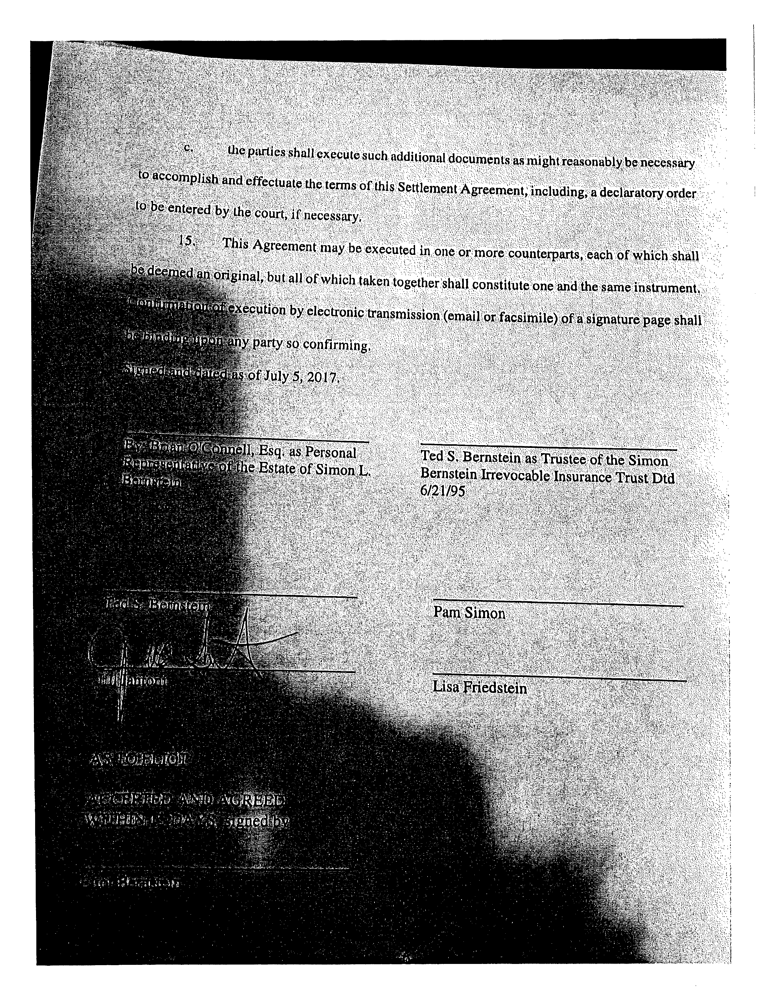 c. the parties shall execute such additional documents as might reasonably be necessary
to accomplish and effectuate the terms of this Settlement Agreement, including, a declaratory order
to be entered by the court, if necessary.
15. This Agreement may be executed in one or more counterparts, each of which shall
be deemed an original, but all of which taken together shall constitute one and the same instrument.
Confirmation of execution by electronic transmission (email or facsimile) of a signature page shall
be binding upon any party so confirming.
Signed and dated as of July 5, 2017.
By: Brian O'Connell, Esq. as Personal
Representative of the Estate of Simon L.
Bernstein
Ted S. Bernstein as Trustee of the Simon
Bernstein Irrevocable Insurance Trust Dtd
6/21/95
Ted S. Bernstein
Pam Simon
Lisa Friedstein
AS TO ELIOT
ACCEPTED AND AGREED
WITHIN DAYS, signed by
Bernstein